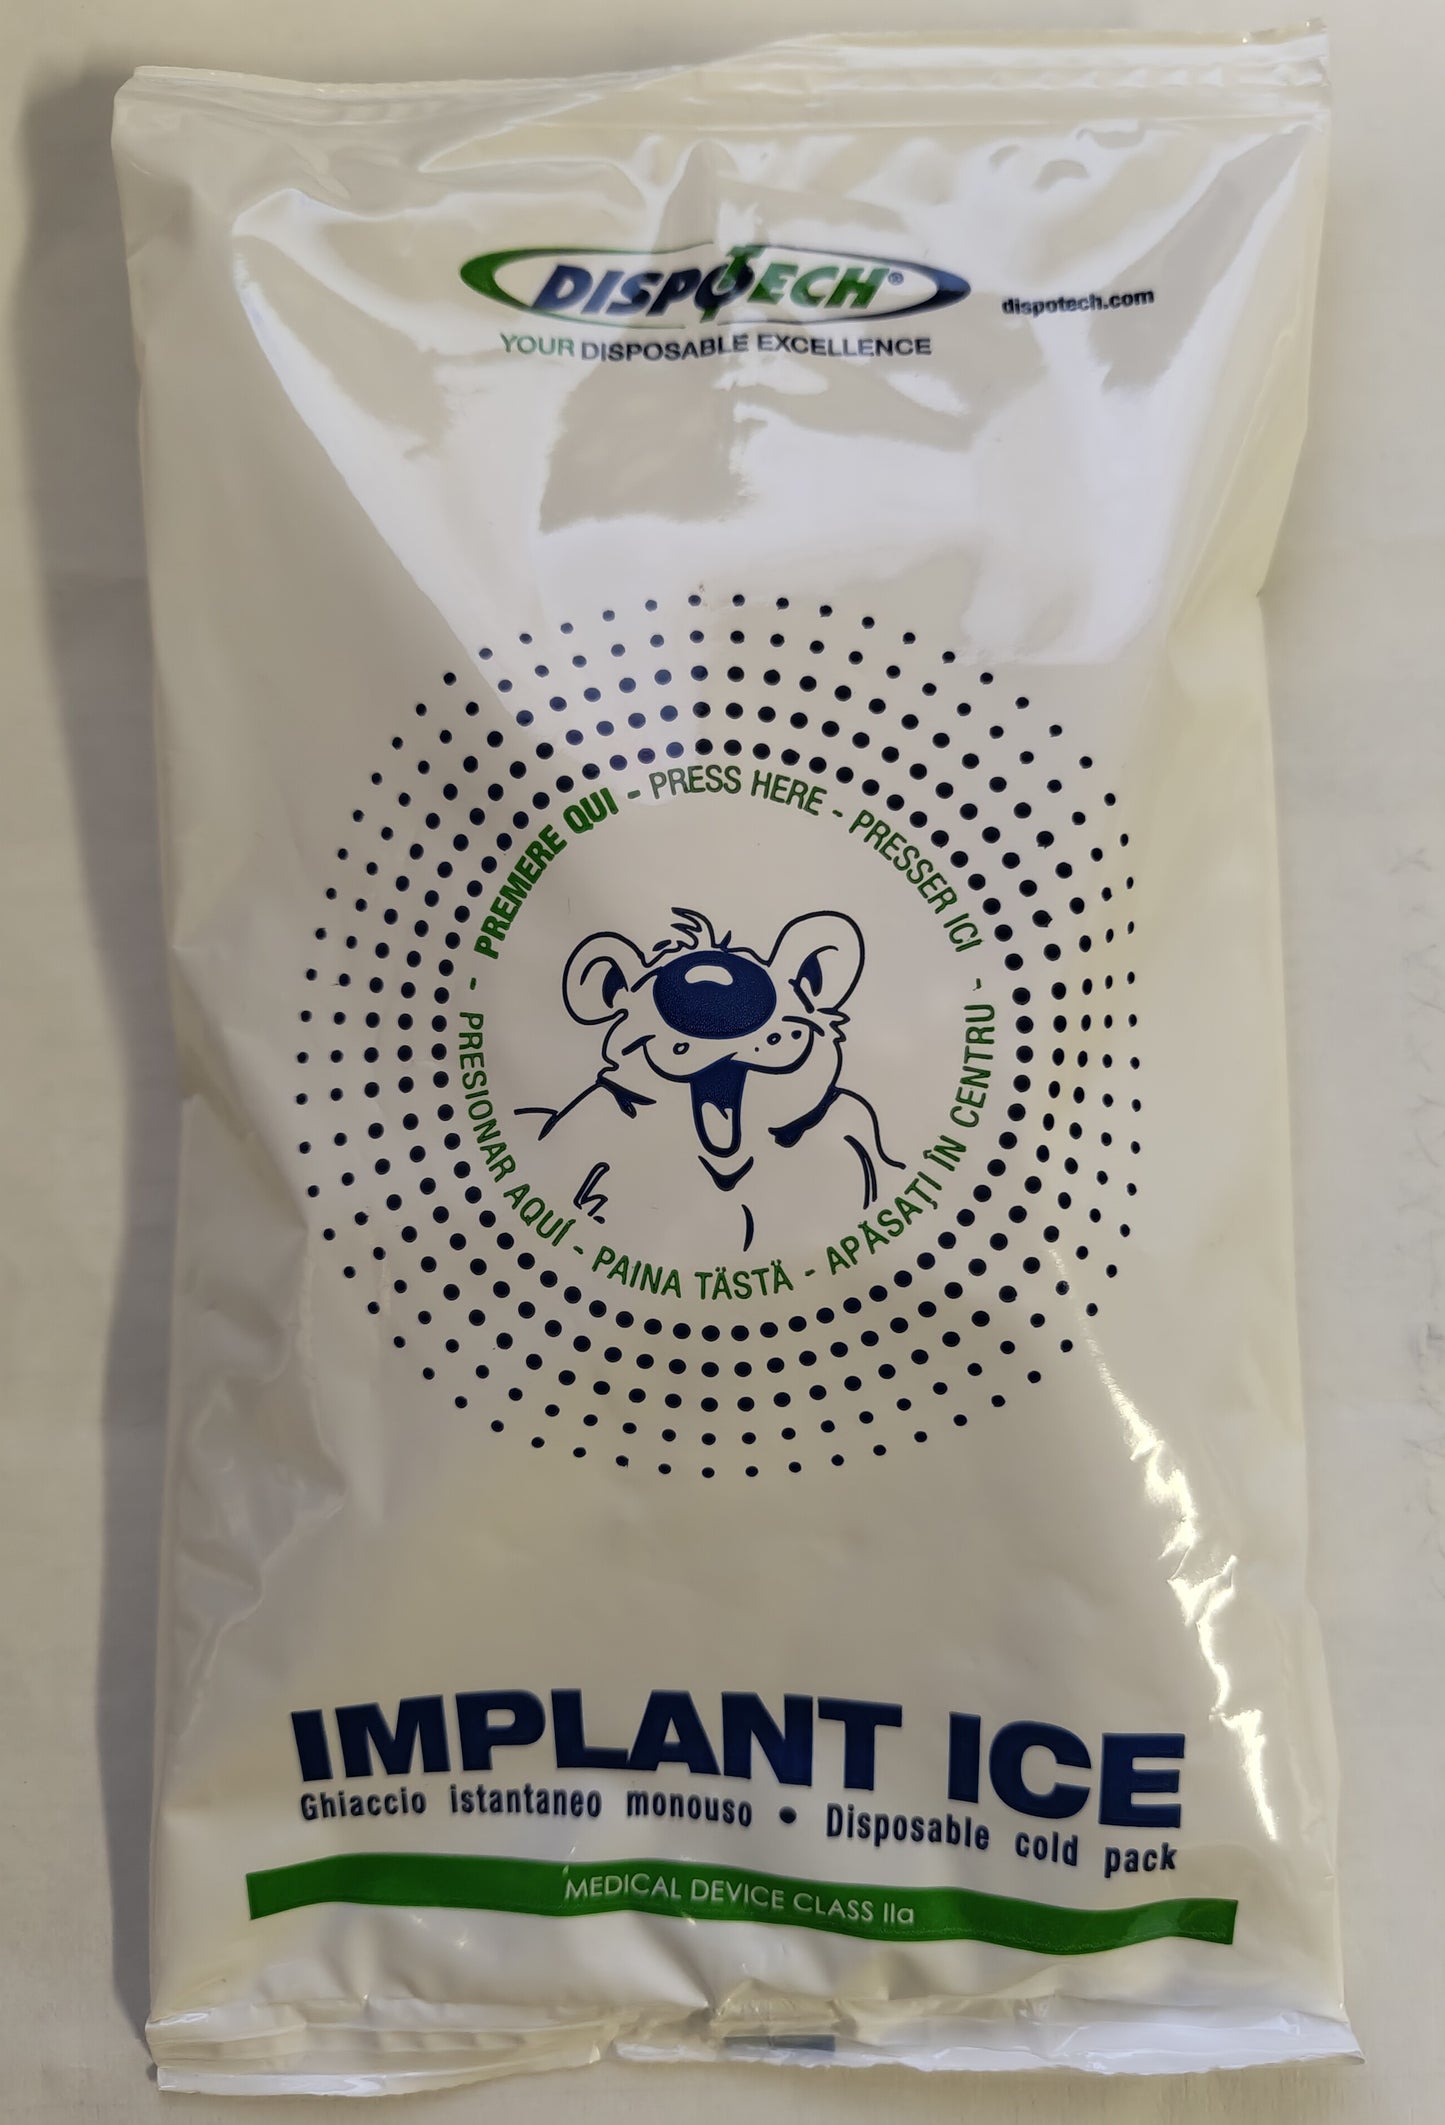 DISPOTECH®
dispotech.com
YOUR DISPOSABLE EXCELLENCE
- PREMERE QUI - PRESS HERE - PRESSER ICI - APĂSAȚI ÎN CENTRU - PAINA TÄSTÄ - PRESIONAR AQUÍ
IMPLANT ICE
Ghiaccio istantaneo monouso • Disposable cold pack
MEDICAL DEVICE CLASS IIa